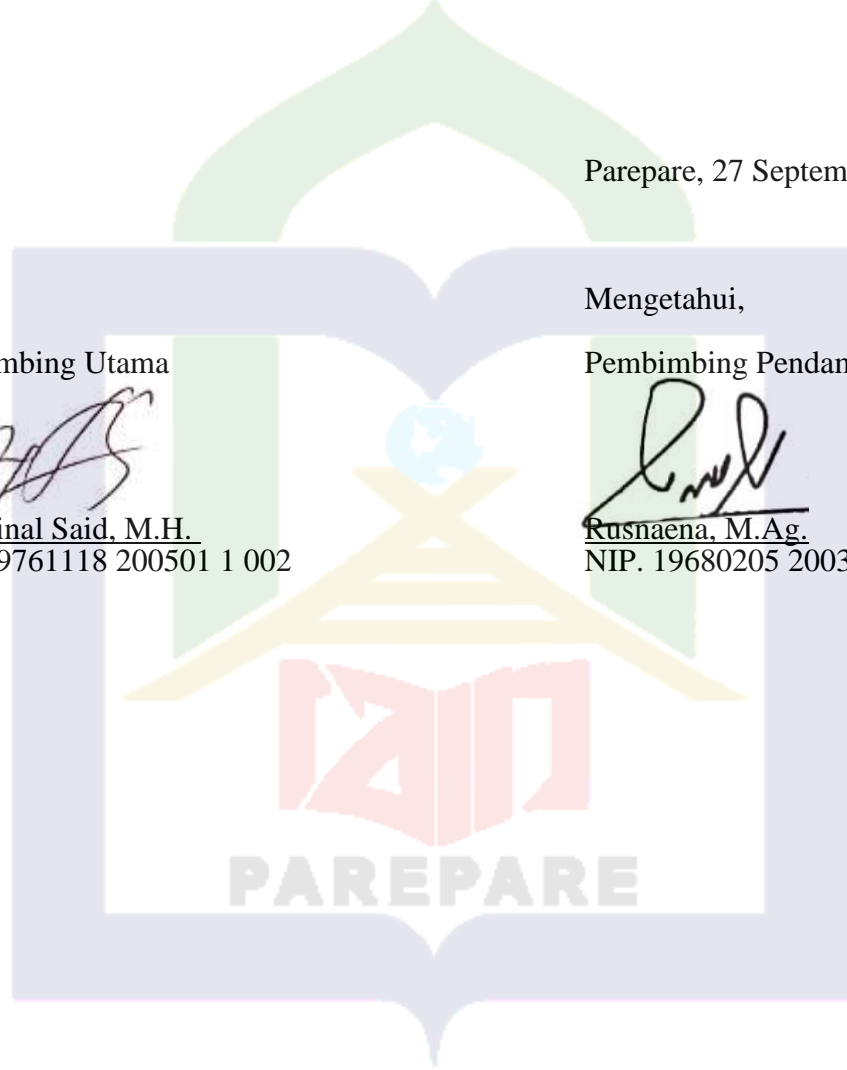 Parepare, 27 Septem
Mengetahui,
mbing Utama Pembimbing Pendam
inal Said, M.H. Rusnaena, M.Ag.
9761118 200501 1 002 NIP. 19680205 2003
iain
PAREPARE